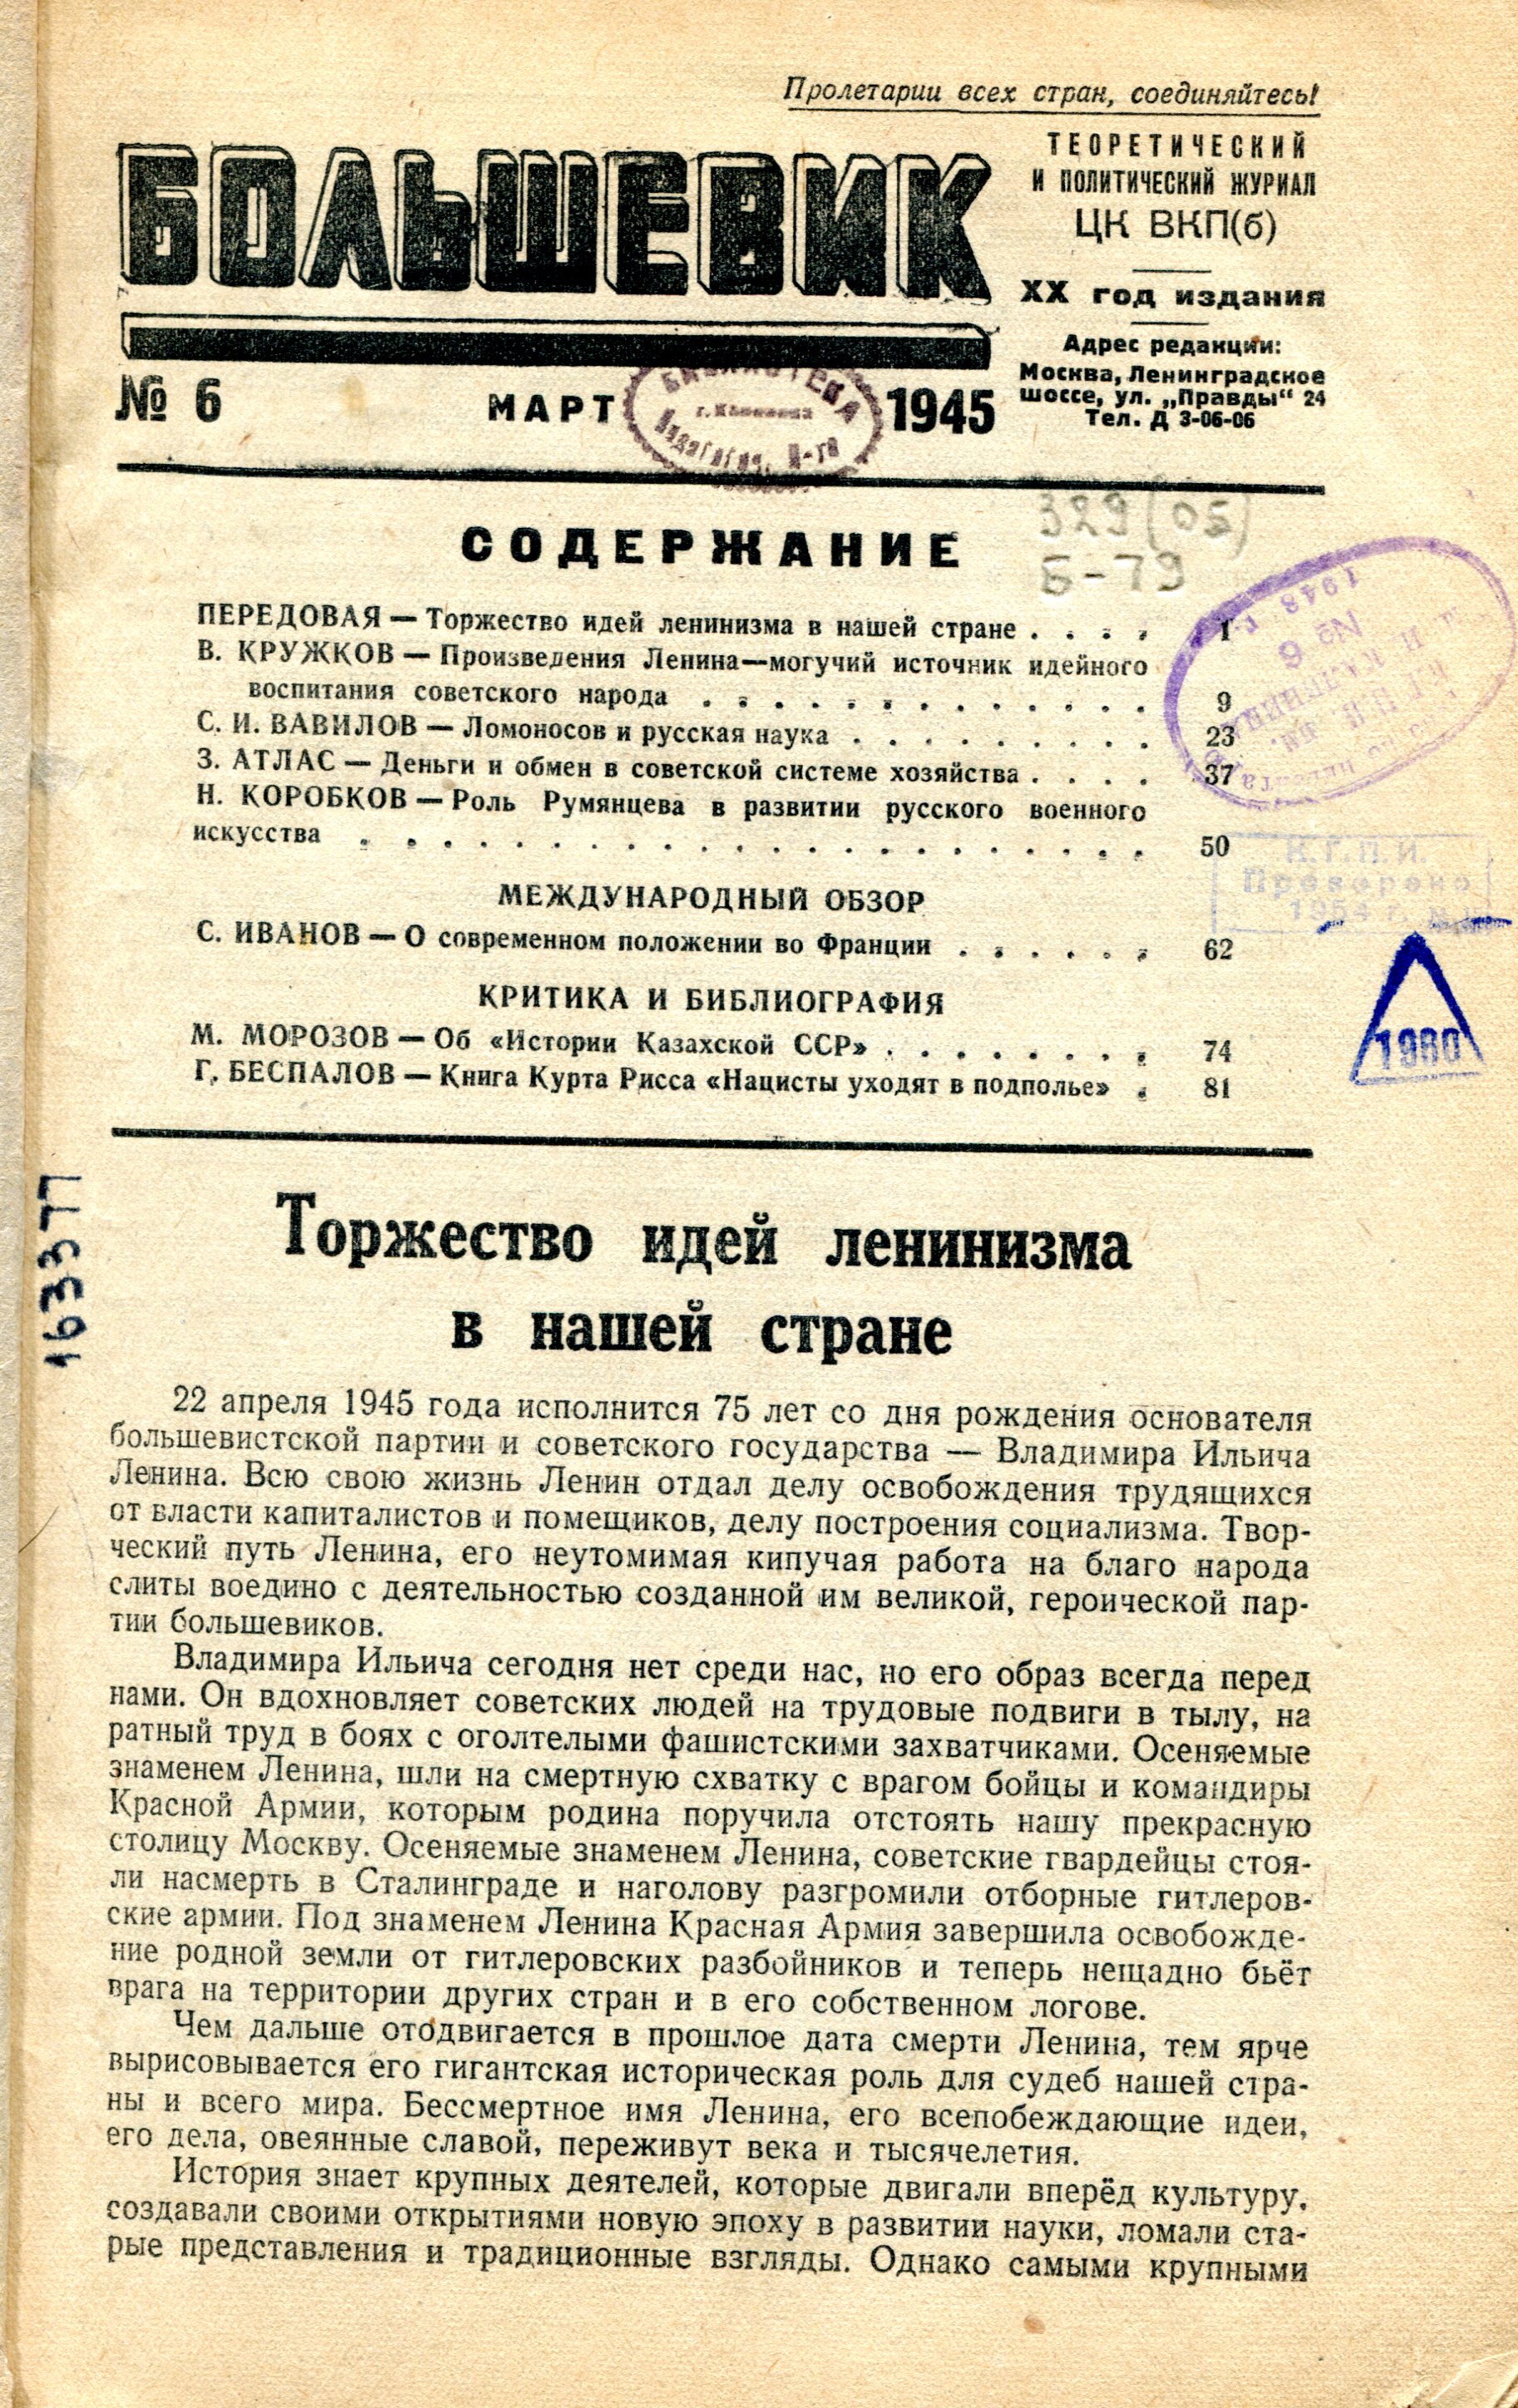 Пролетарии всех стран, соединяйтесь!
БОЛЬШЕВИК
ТЕОРЕТИЧЕСКИЙ
И ПОЛИТИЧЕСКИЙ ЖУРНАЛ
ЦК ВКП(б)
XX год издания
Адрес редакции:
Москва, Ленинградское
шоссе, ул. „Правды“ 24
Тел. Д 3-06-06
№ 6 МАРТ 1945
329(05)
Б-79
СОДЕРЖАНИЕ
ПЕРЕДОВАЯ — Торжество идей ленинизма в нашей стране . . . . 1
В. КРУЖКОВ — Произведения Ленина—могучий источник идейного
воспитания советского народа . . . . . . . . . . . . . 9
С. И. ВАВИЛОВ — Ломоносов и русская наука . . . . . . . . . 23
З. АТЛАС — Деньги и обмен в советской системе хозяйства . . . . 37
Н. КОРОБКОВ — Роль Румянцева в развитии русского военного
искусства . . . . . . . . . . . . . . . . . . . . . . 50
МЕЖДУНАРОДНЫЙ ОБЗОР
С. ИВАНОВ — О современном положении во Франции . . . . . . 62
КРИТИКА И БИБЛИОГРАФИЯ
М. МОРОЗОВ — Об «Истории Казахской ССР» . . . . . . . . 74
Г. БЕСПАЛОВ — Книга Курта Рисса «Нацисты уходят в подполье» . 81
№ 6
1948 г.
К.Г.П.И.
Проверено
1954 г.
1980
163377
Торжество идей ленинизма
в нашей стране
22 апреля 1945 года исполнится 75 лет со дня рождения основателя
большевистской партии и советского государства — Владимира Ильича
Ленина. Всю свою жизнь Ленин отдал делу освобождения трудящихся
от власти капиталистов и помещиков, делу построения социализма. Твор-
ческий путь Ленина, его неутомимая кипучая работа на благо народа
слиты воедино с деятельностью созданной им великой, героической пар-
тии большевиков.
Владимира Ильича сегодня нет среди нас, но его образ всегда перед
нами. Он вдохновляет советских людей на трудовые подвиги в тылу, на
ратный труд в боях с оголтелыми фашистскими захватчиками. Осеняемые
знаменем Ленина, шли на смертную схватку с врагом бойцы и командиры
Красной Армии, которым родина поручила отстоять нашу прекрасную
столицу Москву. Осеняемые знаменем Ленина, советские гвардейцы стоя-
ли насмерть в Сталинграде и наголову разгромили отборные гитлеров-
ские армии. Под знаменем Ленина Красная Армия завершила освобожде-
ние родной земли от гитлеровских разбойников и теперь нещадно бьёт
врага на территории других стран и в его собственном логове.
Чем дальше отодвигается в прошлое дата смерти Ленина, тем ярче
вырисовывается его гигантская историческая роль для судеб нашей стра-
ны и всего мира. Бессмертное имя Ленина, его всепобеждающие идеи,
его дела, овеянные славой, переживут века и тысячелетия.
История знает крупных деятелей, которые двигали вперёд культуру,
создавали своими открытиями новую эпоху в развитии науки, ломали ста-
рые представления и традиционные взгляды. Однако самыми крупными